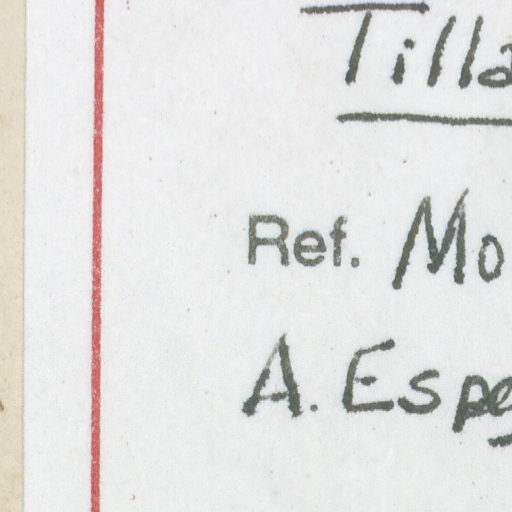 Tilla
Ref. Mo
A. Espe